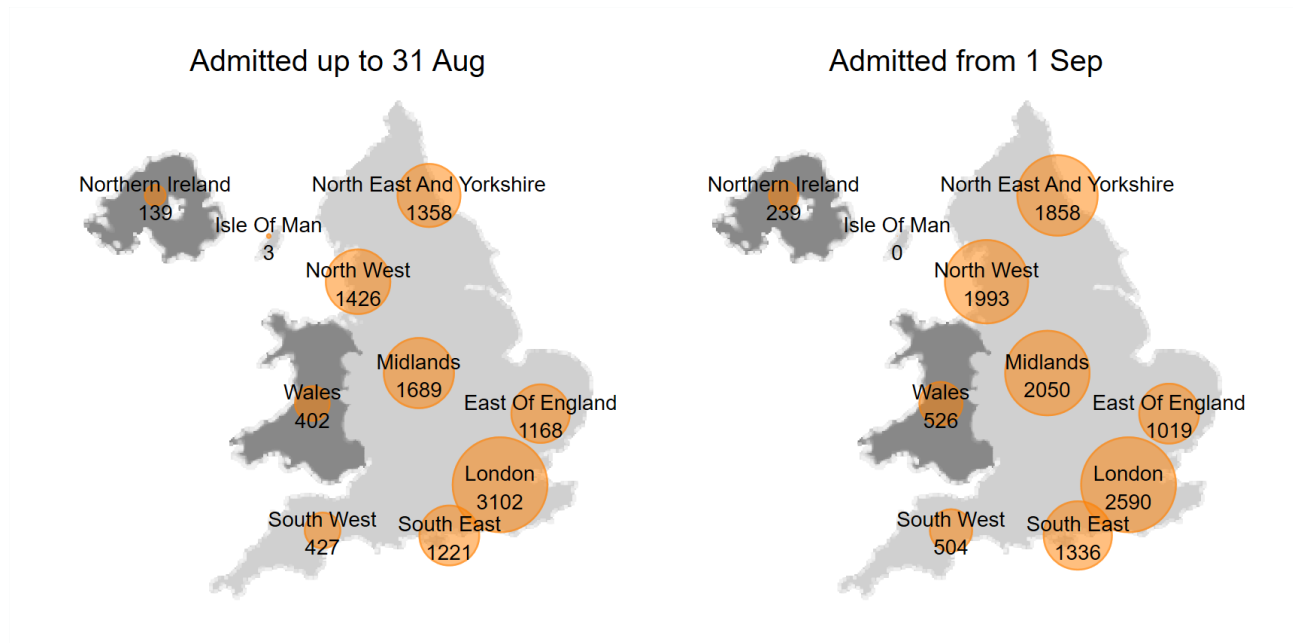 Admitted up to 31 Aug
Northern Ireland
139
Isle Of Man
3
North East And Yorkshire
1358
North West
1426
Midlands
1689
Wales
402
East Of England
1168
London
3102
South West
427
South East
1221
Admitted from 1 Sep
Northern Ireland
239
Isle Of Man
0
North East And Yorkshire
1858
North West
1993
Midlands
2050
Wales
526
East Of England
1019
London
2590
South West
504
South East
1336